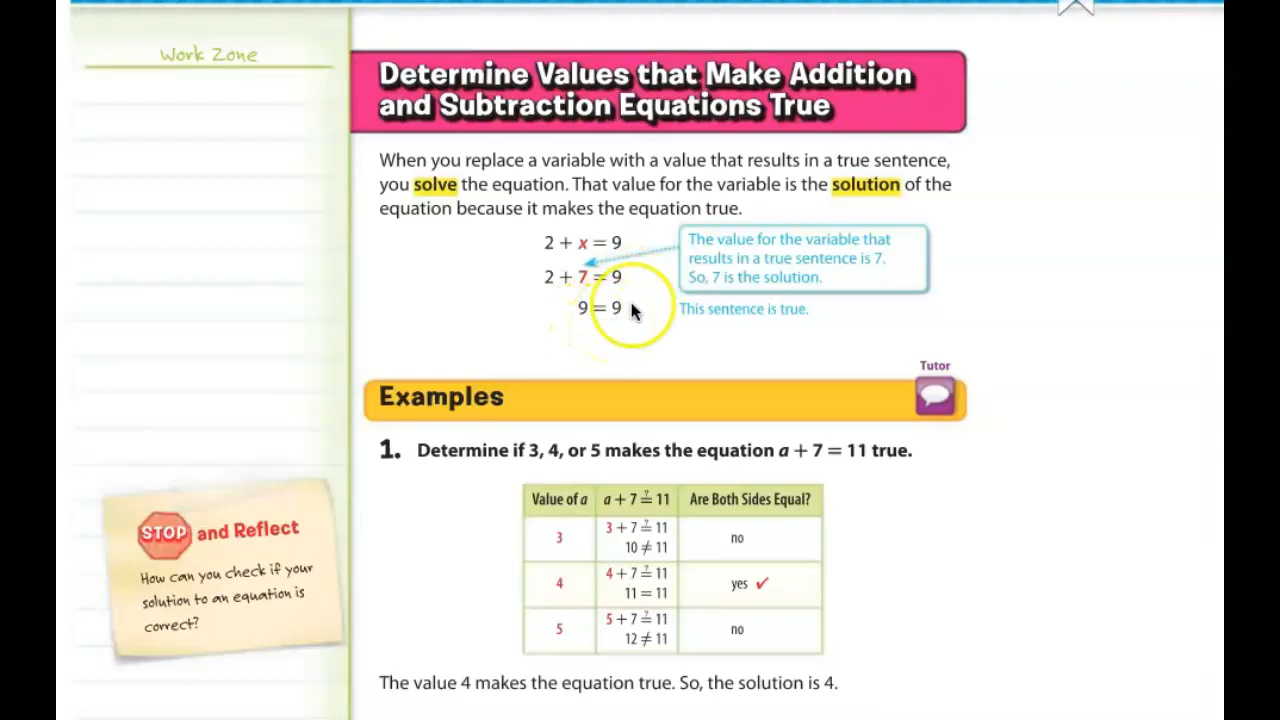 Work Zone
Determine Values that Make Addition
and Subtraction Equations True
When you replace a variable with a value that results in a true sentence,
you solve the equation. That value for the variable is the solution of the
equation because it makes the equation true.
2 + x = 9
2 + 7 = 9
9 = 9
The value for the variable that
results in a true sentence is 7.
So, 7 is the solution.
This sentence is true.
Tutor
Examples
1. Determine if 3, 4, or 5 makes the equation a + 7 = 11 true.
Value of a a + 7 ≟ 11 Are Both Sides Equal?
3 3 + 7 ≟ 11 no
10 ≠ 11
4 4 + 7 ≟ 11 yes ✓
11 = 11
5 5 + 7 ≟ 11 no
12 ≠ 11
The value 4 makes the equation true. So, the solution is 4.
STOP and Reflect
How can you check if your
solution to an equation is
correct?